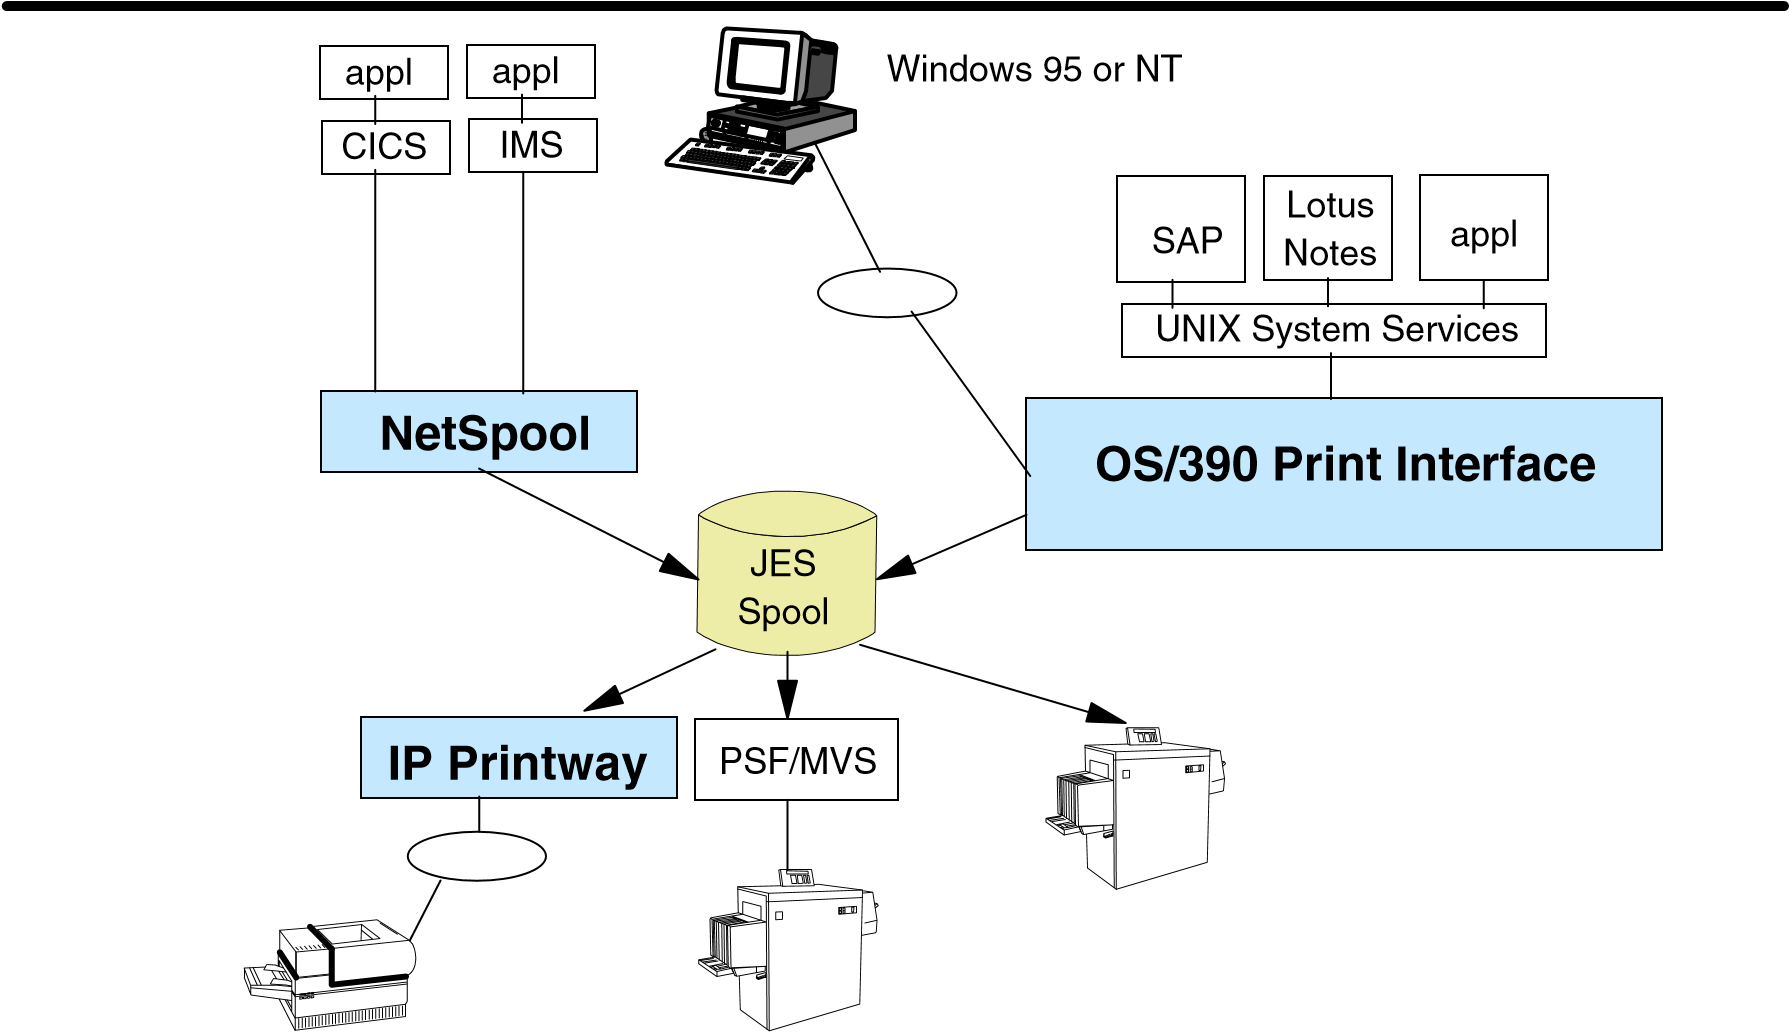 appl
appl
Windows 95 or NT
CICS
IMS
SAP
Lotus
Notes
appl
UNIX System Services
NetSpool
OS/390 Print Interface
JES
Spool
IP Printway
PSF/MVS